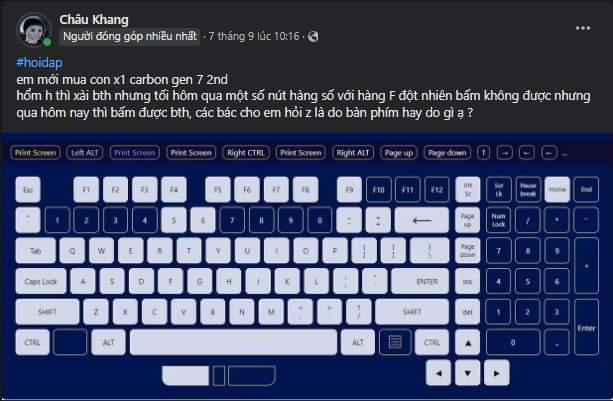 Châu Khang
Người đóng góp nhiều nhất · 7 tháng 9 lúc 10:16 ·
#hoidap
em mới mua con x1 carbon gen 7 2nd
hổm h thì xài bth nhưng tối hôm qua một số nút hàng số với hàng F đột nhiên bấm không được nhưng
qua hôm nay thì bấm được bth, các bác cho em hỏi z là do bàn phím hay do gì ạ ?
Print Screen Left ALT Print Screen Print Screen Right CTRL Print Screen Right ALT Page up Page down ↑ → ← ← ...
Esc F1 F2 F3 F4 F5 F6 F7 F8 F9 F10 F11 F12 Prt Sc Scr Lk Pause break Home End
1 2 3 4 5 6 7 8 9 0 ← Page up Num Lock / * -
Tab Q W E R T Y U I O P Page down 7 8 9 +
Caps Lock A S D F G H J K L ENTER ins 4 5 6
SHIFT Z X C V B N M SHIFT del 1 2 3 Enter
CTRL ALT ALT CTRL ▲ 0 .
◀ ▼ ▶